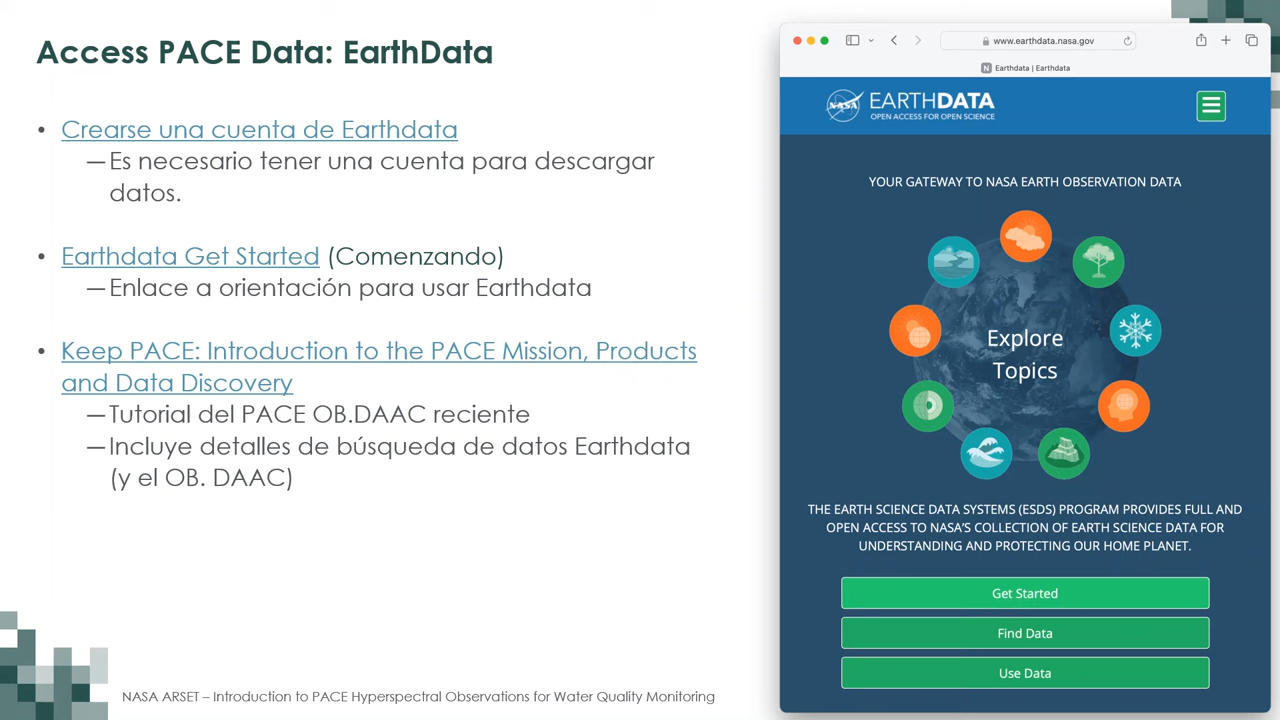 Access PACE Data: EarthData
• Crearse una cuenta de Earthdata
— Es necesario tener una cuenta para descargar
datos.
• Earthdata Get Started (Comenzando)
— Enlace a orientación para usar Earthdata
• Keep PACE: Introduction to the PACE Mission, Products
and Data Discovery
— Tutorial del PACE OB.DAAC reciente
— Incluye detalles de búsqueda de datos Earthdata
(y el OB. DAAC)
NASA ARSET – Introduction to PACE Hyperspectral Observations for Water Quality Monitoring
www.earthdata.nasa.gov
N Earthdata | Earthdata
NASA EARTHDATA
OPEN ACCESS FOR OPEN SCIENCE
YOUR GATEWAY TO NASA EARTH OBSERVATION DATA
Explore
Topics
THE EARTH SCIENCE DATA SYSTEMS (ESDS) PROGRAM PROVIDES FULL AND
OPEN ACCESS TO NASA'S COLLECTION OF EARTH SCIENCE DATA FOR
UNDERSTANDING AND PROTECTING OUR HOME PLANET.
Get Started
Find Data
Use Data